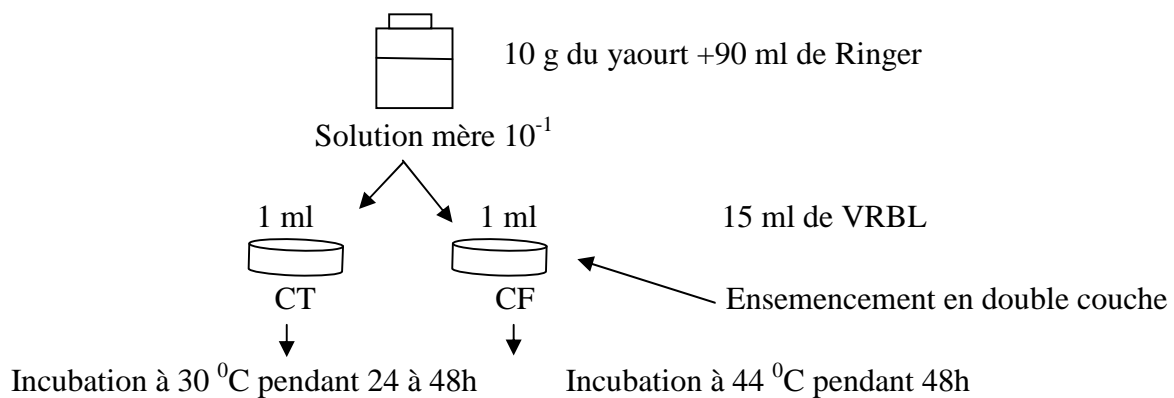 10 g du yaourt +90 ml de Ringer
Solution mère 10⁻¹
1 ml 1 ml 15 ml de VRBL
CT CF Ensemencement en double couche
Incubation à 30 ⁰C pendant 24 à 48h Incubation à 44 ⁰C pendant 48h